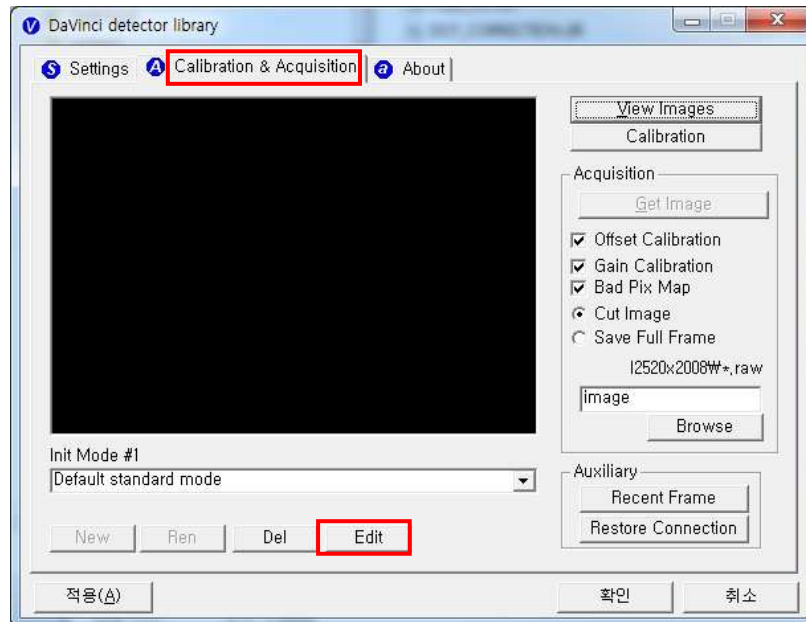 DaVinci detector library
Settings Calibration & Acquisition About
View Images
Calibration
Acquisition
Get Image
Offset Calibration
Gain Calibration
Bad Pix Map
Cut Image
Save Full Frame
I2520x2008₩*.raw
image
Browse
Init Mode #1
Default standard mode
Auxiliary
Recent Frame
Restore Connection
New Ren Del Edit
적용(A) 확인 취소